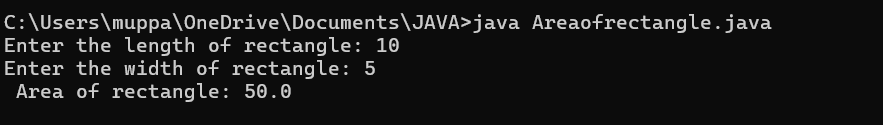 C:\Users\muppa\OneDrive\Documents\JAVA>java Areaofrectangle.java
Enter the length of rectangle: 10
Enter the width of rectangle: 5
 Area of rectangle: 50.0